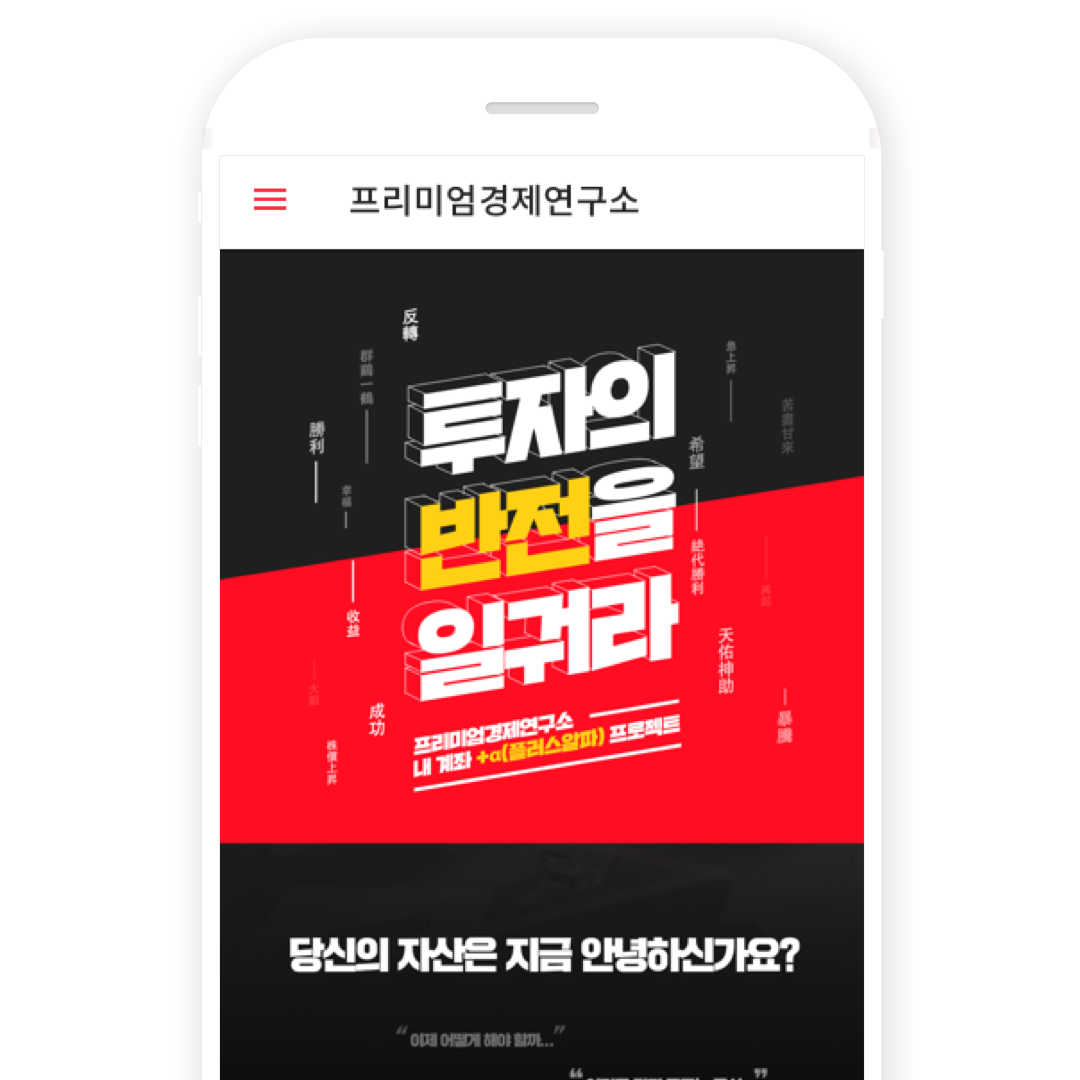 프리미엄경제연구소
反轉
群鷄一鶴
急上昇
苦盡甘來
勝利
希望
幸福
투자의
반전을
일궈라
絶代勝利
收益
天佑神助
成功
暴騰
株價上昇
프리미엄경제연구소
내 계좌 +α(플러스알파) 프로젝트
당신의 자산은 지금 안녕하신가요?
“ 이제 어떻게 해야 할까... ”